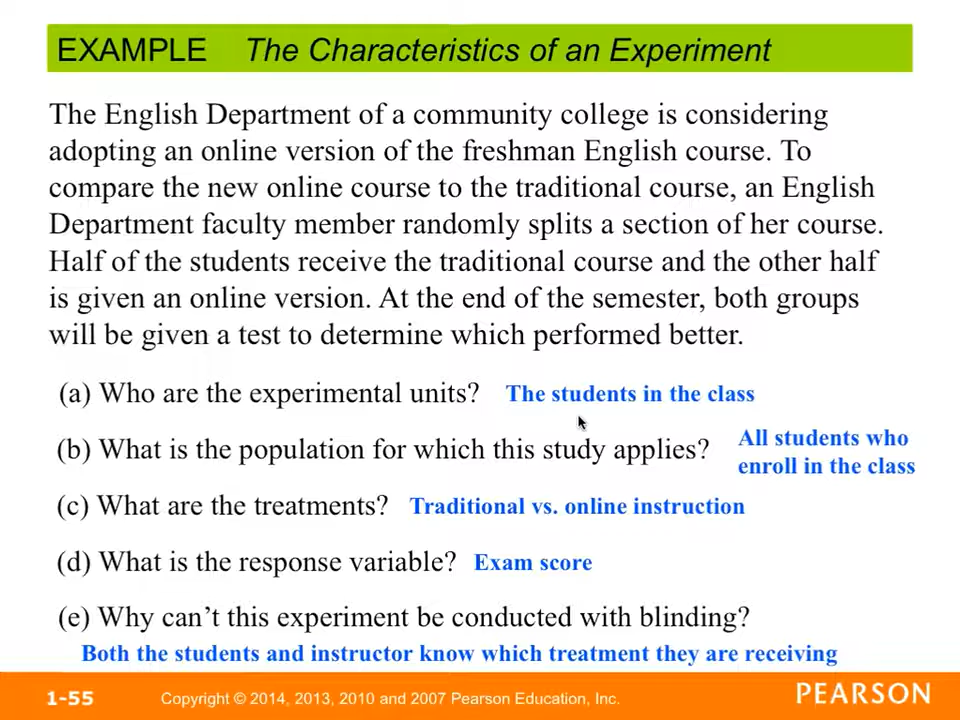 EXAMPLE The Characteristics of an Experiment
The English Department of a community college is considering
adopting an online version of the freshman English course. To
compare the new online course to the traditional course, an English
Department faculty member randomly splits a section of her course.
Half of the students receive the traditional course and the other half
is given an online version. At the end of the semester, both groups
will be given a test to determine which performed better.
(a) Who are the experimental units? The students in the class
(b) What is the population for which this study applies? All students who
enroll in the class
(c) What are the treatments? Traditional vs. online instruction
(d) What is the response variable? Exam score
(e) Why can’t this experiment be conducted with blinding?
Both the students and instructor know which treatment they are receiving
1-55 Copyright © 2014, 2013, 2010 and 2007 Pearson Education, Inc. PEARSON